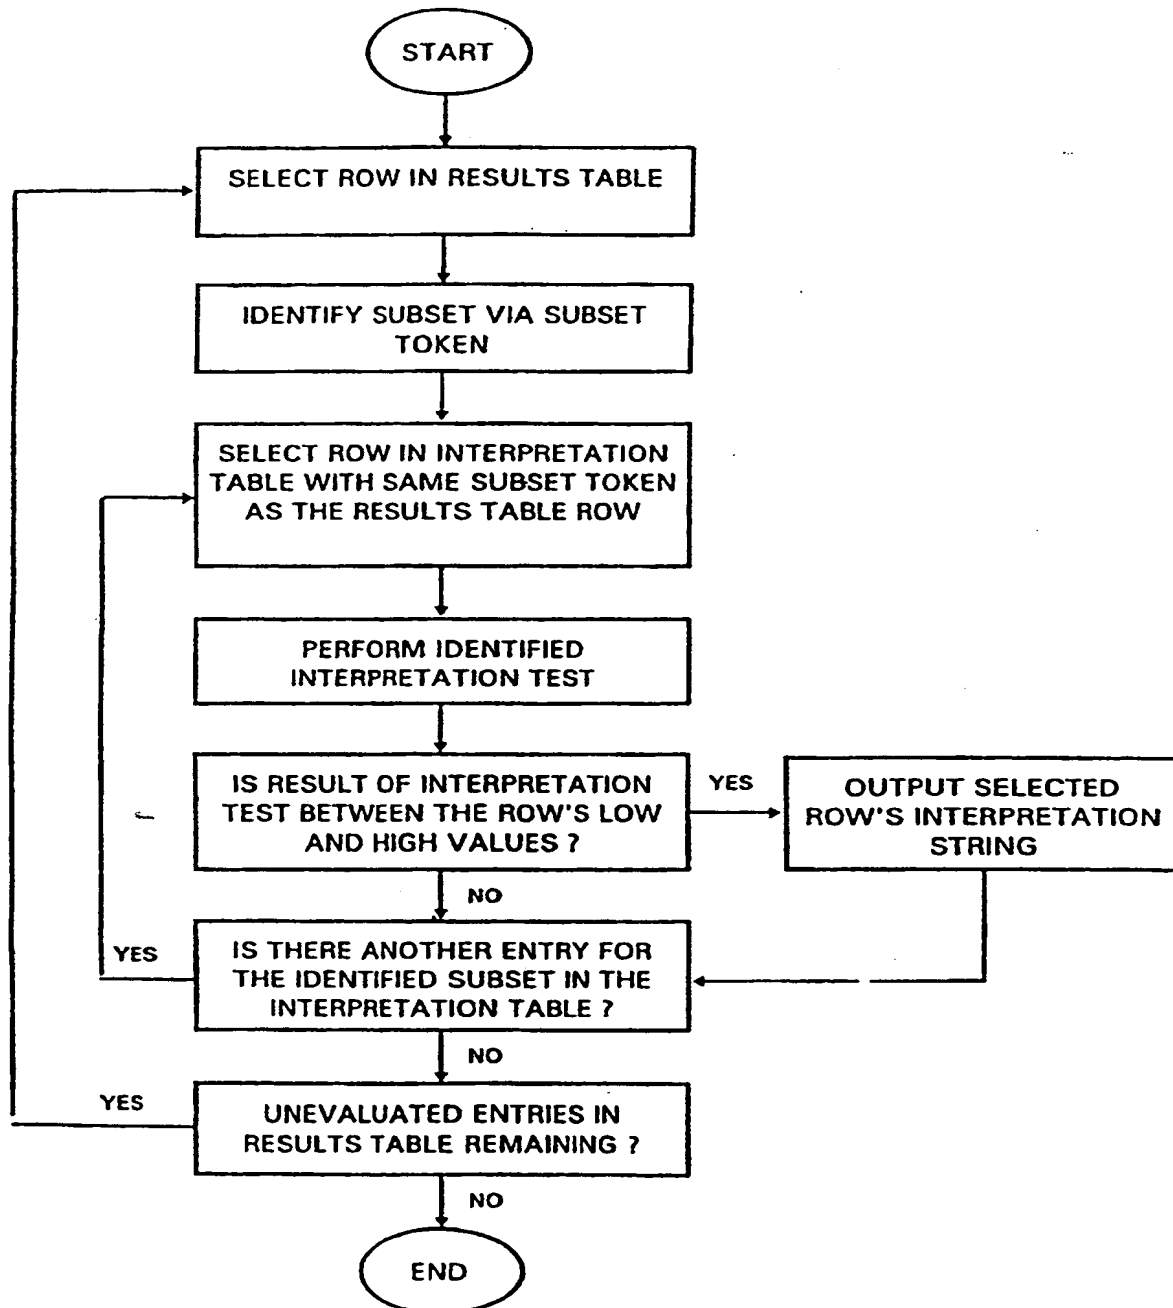 START
SELECT ROW IN RESULTS TABLE
IDENTIFY SUBSET VIA SUBSET
TOKEN
SELECT ROW IN INTERPRETATION
TABLE WITH SAME SUBSET TOKEN
AS THE RESULTS TABLE ROW
PERFORM IDENTIFIED
INTERPRETATION TEST
IS RESULT OF INTERPRETATION
TEST BETWEEN THE ROW'S LOW
AND HIGH VALUES ?
YES
OUTPUT SELECTED
ROW'S INTERPRETATION
STRING
NO
IS THERE ANOTHER ENTRY FOR
THE IDENTIFIED SUBSET IN THE
INTERPRETATION TABLE ?
YES
NO
UNEVALUATED ENTRIES IN
RESULTS TABLE REMAINING ?
YES
NO
END